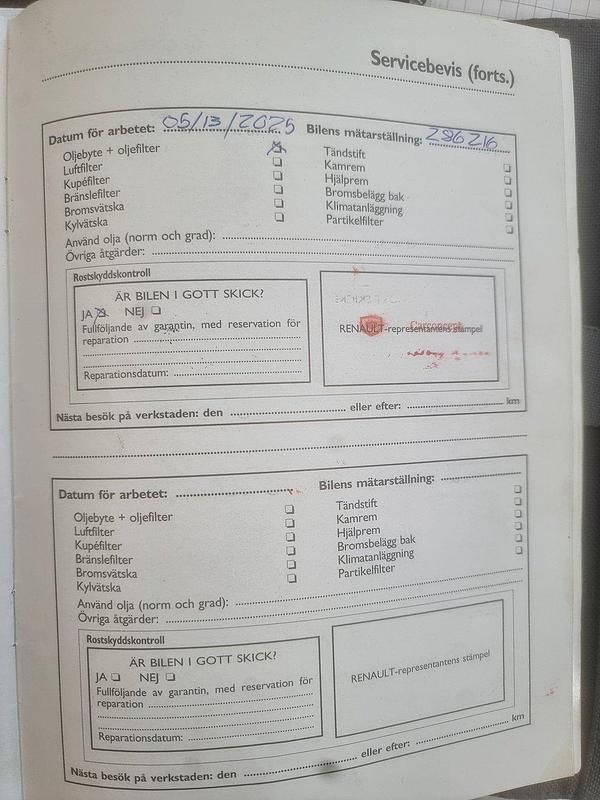 Servicebevis (forts.)
Datum för arbetet: 05/13/2025 Bilens mätarställning: 286216
Oljebyte + oljefilter Tändstift
Luftfilter Kamrem
Kupéfilter Hjälprem
Bränslefilter Bromsbelägg bak
Bromsvätska Klimatanläggning
Kylvätska Partikelfilter
Använd olja (norm och grad):
Övriga åtgärder:
Rostskyddskontroll
ÄR BILEN I GOTT SKICK?
JA NEJ
Fullföljande av garantin, med reservation för
reparation
Reparationsdatum:
Carconcept
RENAULT-representantens stämpel
Nästa besök på verkstaden: den eller efter: km
Datum för arbetet: Bilens mätarställning:
Oljebyte + oljefilter Tändstift
Luftfilter Kamrem
Kupéfilter Hjälprem
Bränslefilter Bromsbelägg bak
Bromsvätska Klimatanläggning
Kylvätska Partikelfilter
Använd olja (norm och grad):
Övriga åtgärder:
Rostskyddskontroll
ÄR BILEN I GOTT SKICK?
JA NEJ
Fullföljande av garantin, med reservation för
reparation
Reparationsdatum:
RENAULT-representantens stämpel
Nästa besök på verkstaden: den eller efter: km